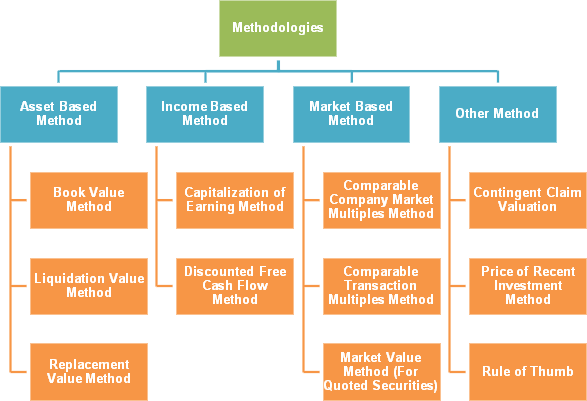 Methodologies
Asset Based
Method
Income Based
Method
Market Based
Method
Other Method
Book Value
Method
Liquidation Value
Method
Replacement
Value Method
Capitalization of
Earning Method
Discounted Free
Cash Flow
Method
Comparable
Company Market
Multiples Method
Comparable
Transaction
Multiples Method
Market Value
Method (For
Quoted Securities)
Contingent Claim
Valuation
Price of Recent
Investment
Method
Rule of Thumb